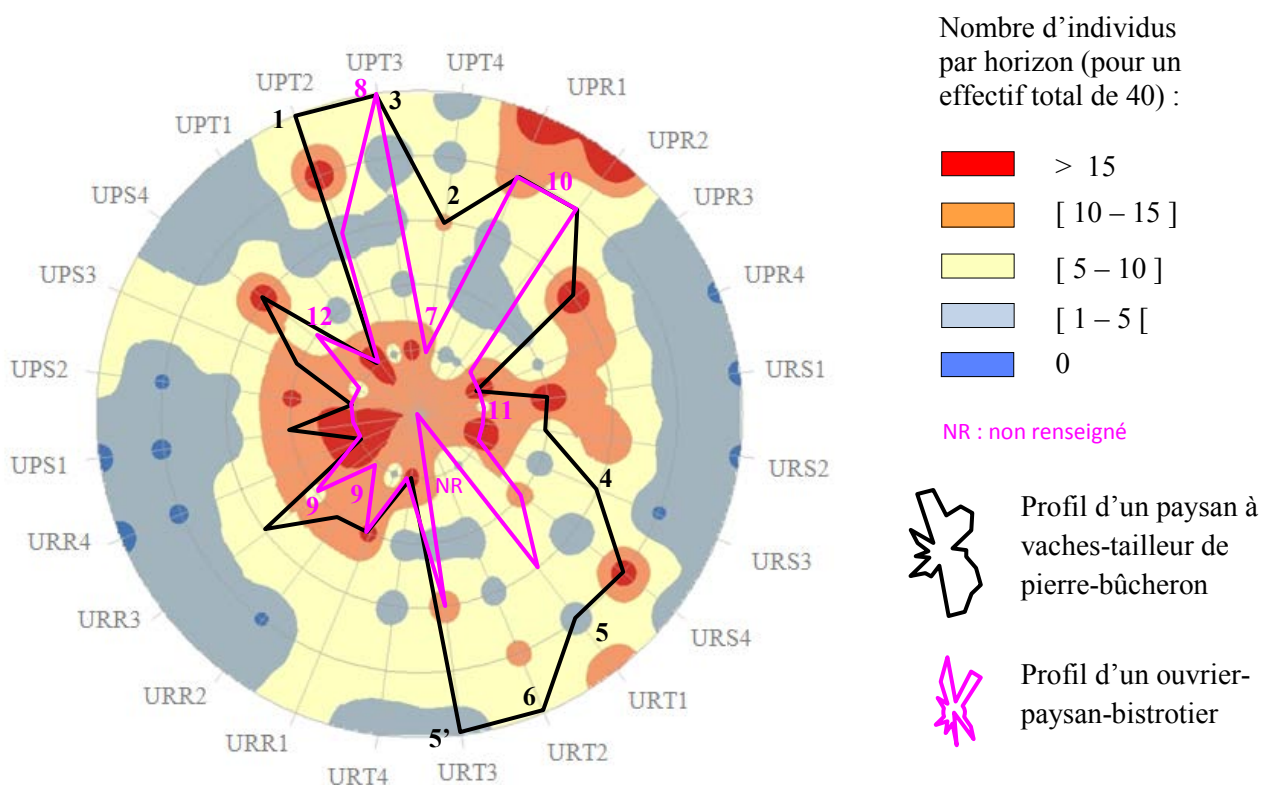 Nombre d’individus
par horizon (pour un
effectif total de 40) :
> 15
[ 10 – 15 ]
[ 5 – 10 ]
[ 1 – 5 [
0
NR : non renseigné
Profil d’un paysan à
vaches-tailleur de
pierre-bûcheron
Profil d’un ouvrier-
paysan-bistrotier
UPT3
UPT4
UPR1
UPR2
UPR3
UPR4
URS1
URS2
URS3
URS4
URT1
URT2
URT3
URT4
URR1
URR2
URR3
URR4
UPS1
UPS2
UPS3
UPS4
UPT1
UPT2
8
3
1
2
10
7
12
11
4
9
9
NR
5
6
5’